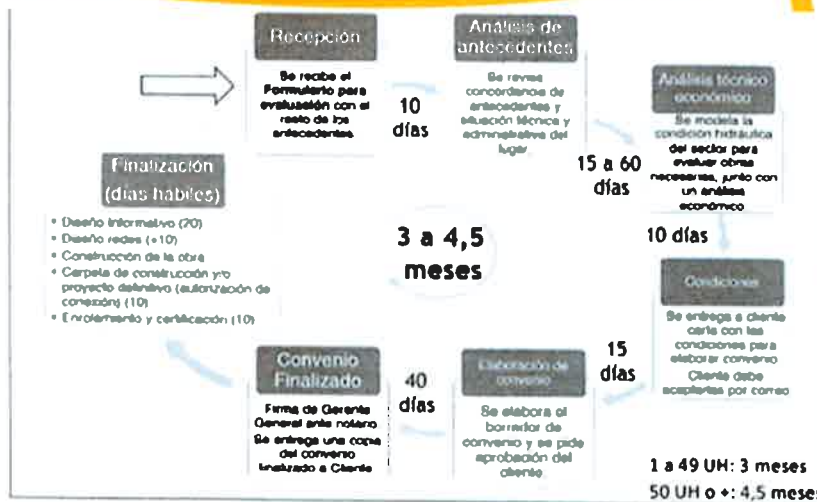 Recepción
Se recibe el
Formulario para
evaluación con el
resto de los
antecedentes
10
días
Análisis de
antecedentes
Se revisa
concordancia de
antecedentes y
situación técnica y
administrativa del
lugar
15 a 60
días
Análisis técnico
económico
Se modela la
condición hidráulica
del sector para
evaluar obras
necesarias, junto con
un análisis
económico
10 días
Condiciones
Se entrega a cliente
carta con las
condiciones para
elaborar convenio
Cliente debe
aceptarlas por correo
15
días
Elaboración de
convenio
Se elabora el
borrador de
convenio y se pide
aprobación del
cliente
40
días
Convenio
Finalizado
Firma de Gerente
General ante notario
Se entrega una copia
del convenio
finalizado a Cliente
Finalización
(días hábiles)
• Diseño Informativo (20)
• Diseño redes (+10)
• Construcción de la obra
• Carpeta de construcción y/o
proyecto definitivo (autorización de
conexión) (10)
• Enrolamiento y certificación (10)
3 a 4,5
meses
1 a 49 UH: 3 meses
50 UH o +: 4,5 meses